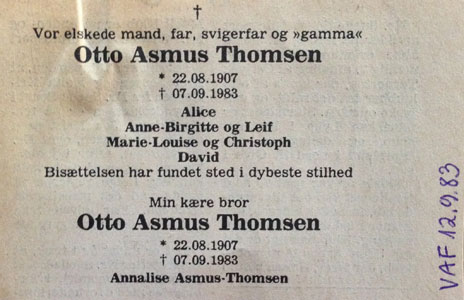 †
Vor elskede mand, far, svigerfar og »gamma«
Otto Asmus Thomsen
* 22.08.1907
† 07.09.1983
Alice
Anne-Birgitte og Leif
Marie-Louise og Christoph
David
Bisættelsen har fundet sted i dybeste stilhed
Min kære bror
Otto Asmus Thomsen
* 22.08.1907
† 07.09.1983
Annalise Asmus-Thomsen
VAF 12.9.83